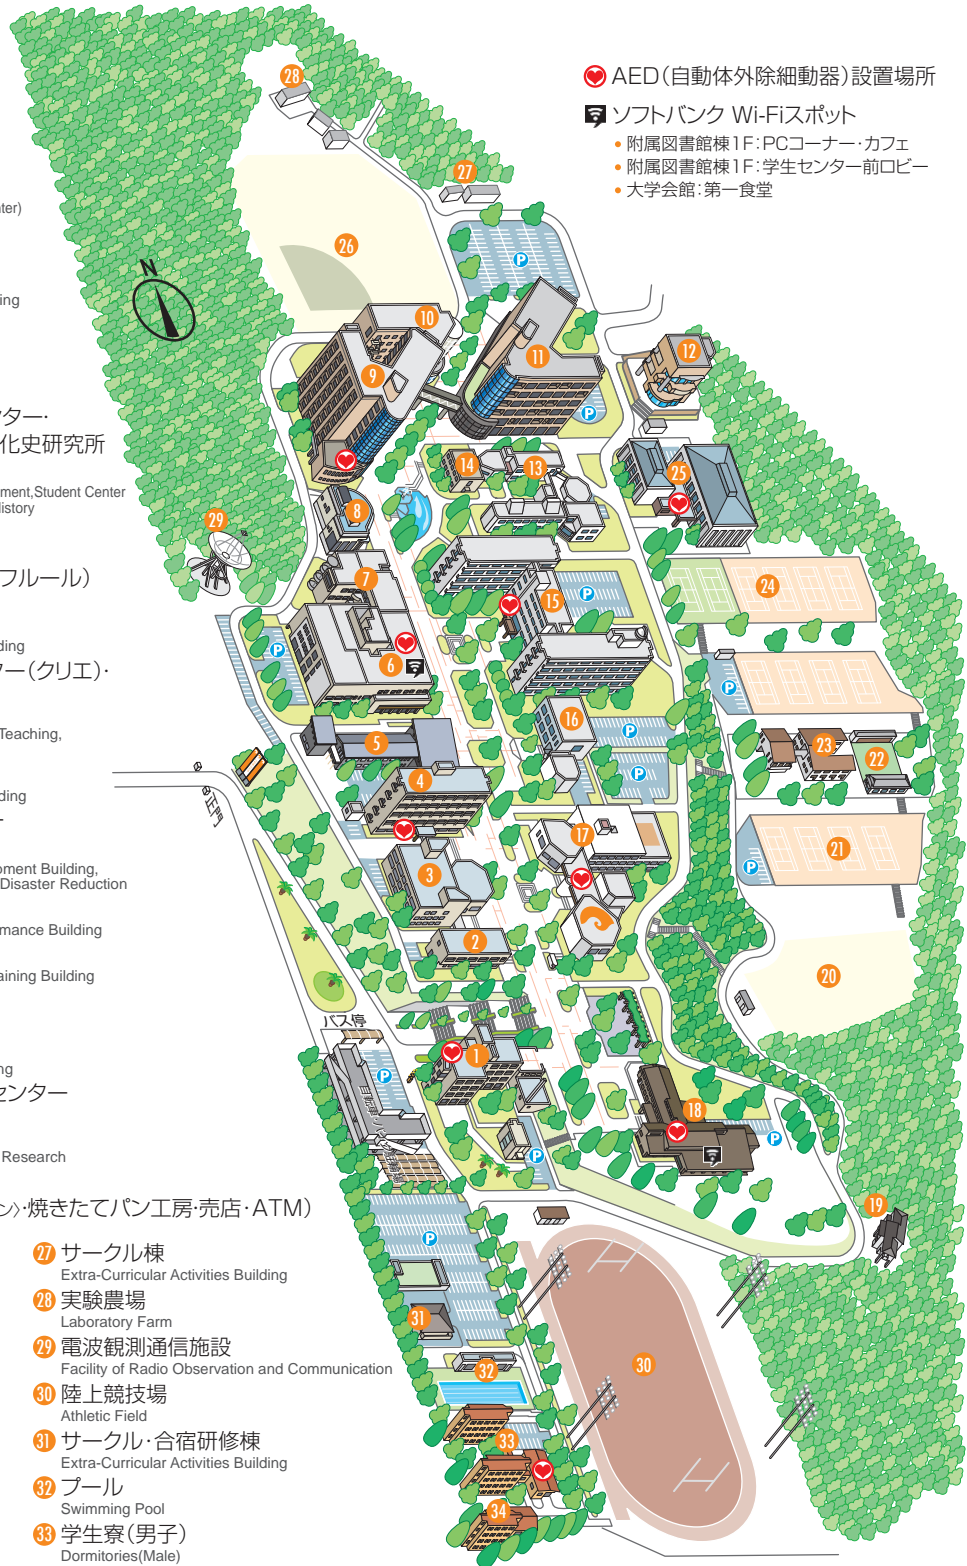 AED(自動体外除細動器)設置場所
ソフトバンク Wi-Fiスポット
• 附属図書館棟1F:PCコーナー・カフェ
• 附属図書館棟1F:学生センター前ロビー
• 大学会館:第一食堂
28
27
nter)
26
N
ing
10
11
12
9
P
クター・
化史研究所
14
13
25
ment,Student Center
History
8
29
フルール)
7
15
P
24
ding
ター(クリエ)・
6
P
P
16
P
Teaching,
5
23
22
4
P
ding
ー
正門
17
21
P
opment Building,
Disaster Reduction
3
rmance Building
2
20
aining Building
バス停
1
P
ng
センター
18
P
P
Research
19
ン〉・焼きたてパン工房・売店・ATM)
P
27 サークル棟
Extra-Curricular Activities Building
28 実験農場
Laboratory Farm
29 電波観測通信施設
Facility of Radio Observation and Communication
30 陸上競技場
Athletic Field
31 サークル・合宿研修棟
Extra-Curricular Activities Building
32 プール
Swimming Pool
33 学生寮(男子)
Dormitories(Male)
31
30
32
33
34